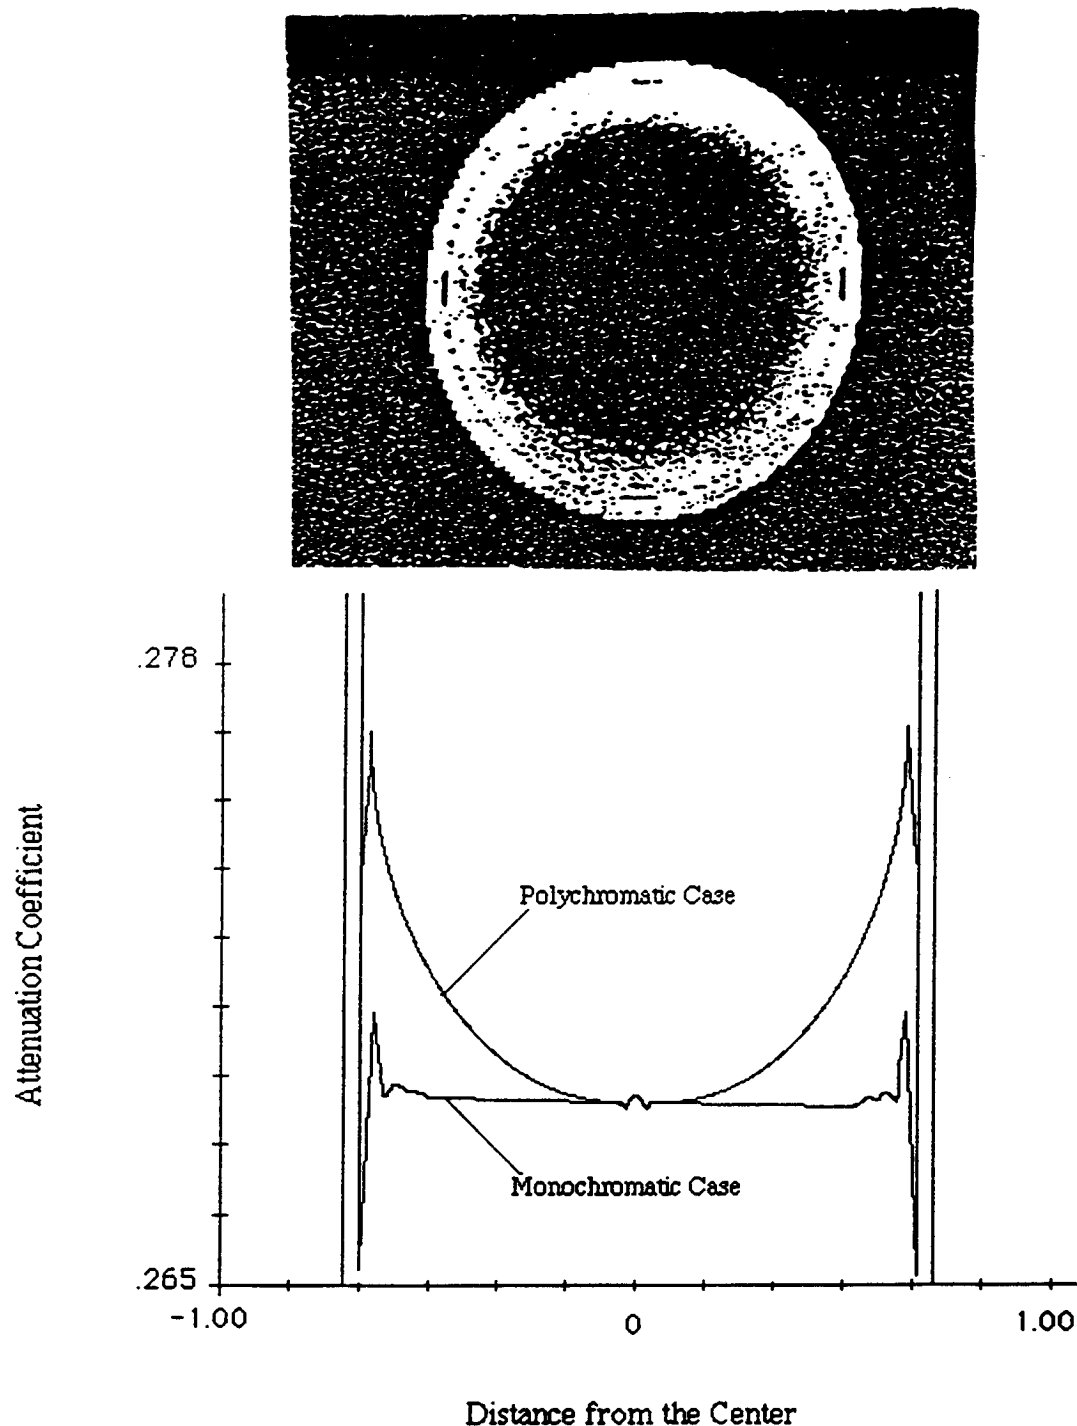 .278
Attenuation Coefficient
Polychromatic Case
Monochromatic Case
.265
-1.00
0
1.00
Distance from the Center